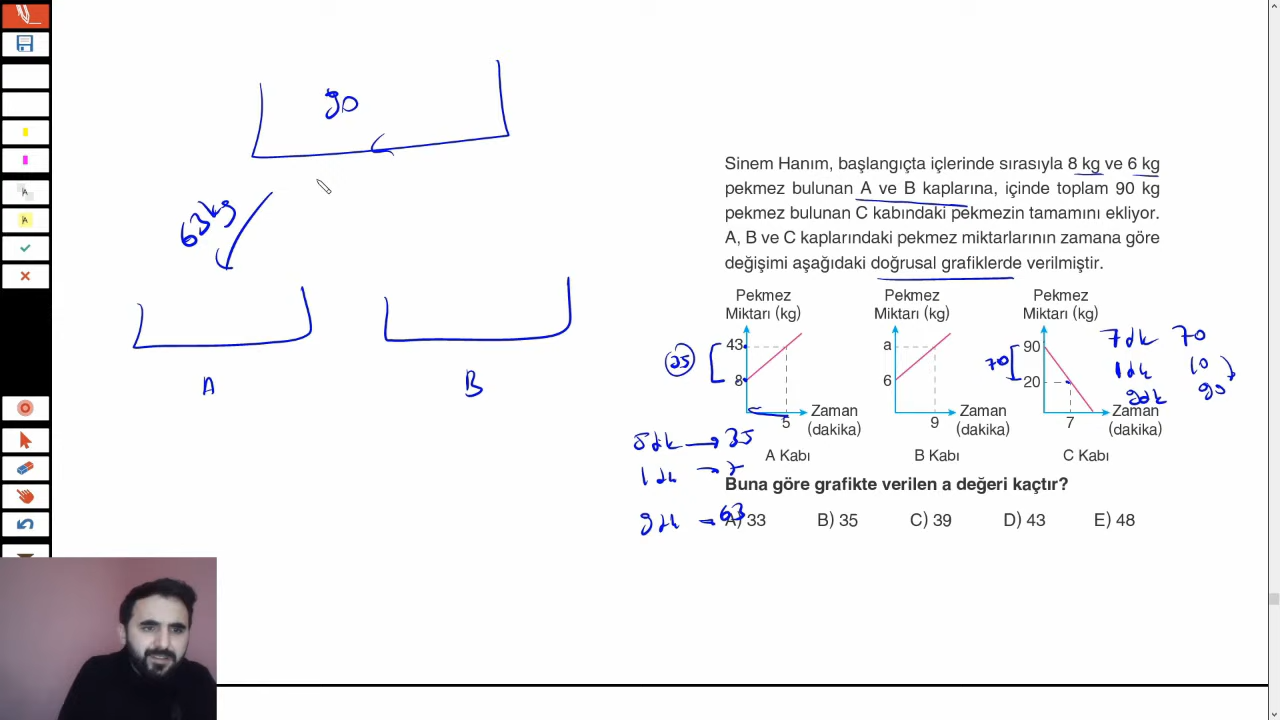 90
63kg
A
B
Sinem Hanım, başlangıçta içlerinde sırasıyla 8 kg ve 6 kg
pekmez bulunan A ve B kaplarına, içinde toplam 90 kg
pekmez bulunan C kabındaki pekmezin tamamını ekliyor.
A, B ve C kaplarındaki pekmez miktarlarının zamana göre
değişimi aşağıdaki doğrusal grafiklerde verilmiştir.
Pekmez
Miktarı (kg)
43
8
35
5
Zaman
(dakika)
A Kabı
Pekmez
Miktarı (kg)
a
6
9
Zaman
(dakika)
B Kabı
Pekmez
Miktarı (kg)
90
20
70
7
Zaman
(dakika)
C Kabı
7dk 70
1dk 10
9dk 90
5dk → 35
1dk → 7
9dk → 63
Buna göre grafikte verilen a değeri kaçtır?
A) 33 B) 35 C) 39 D) 43 E) 48